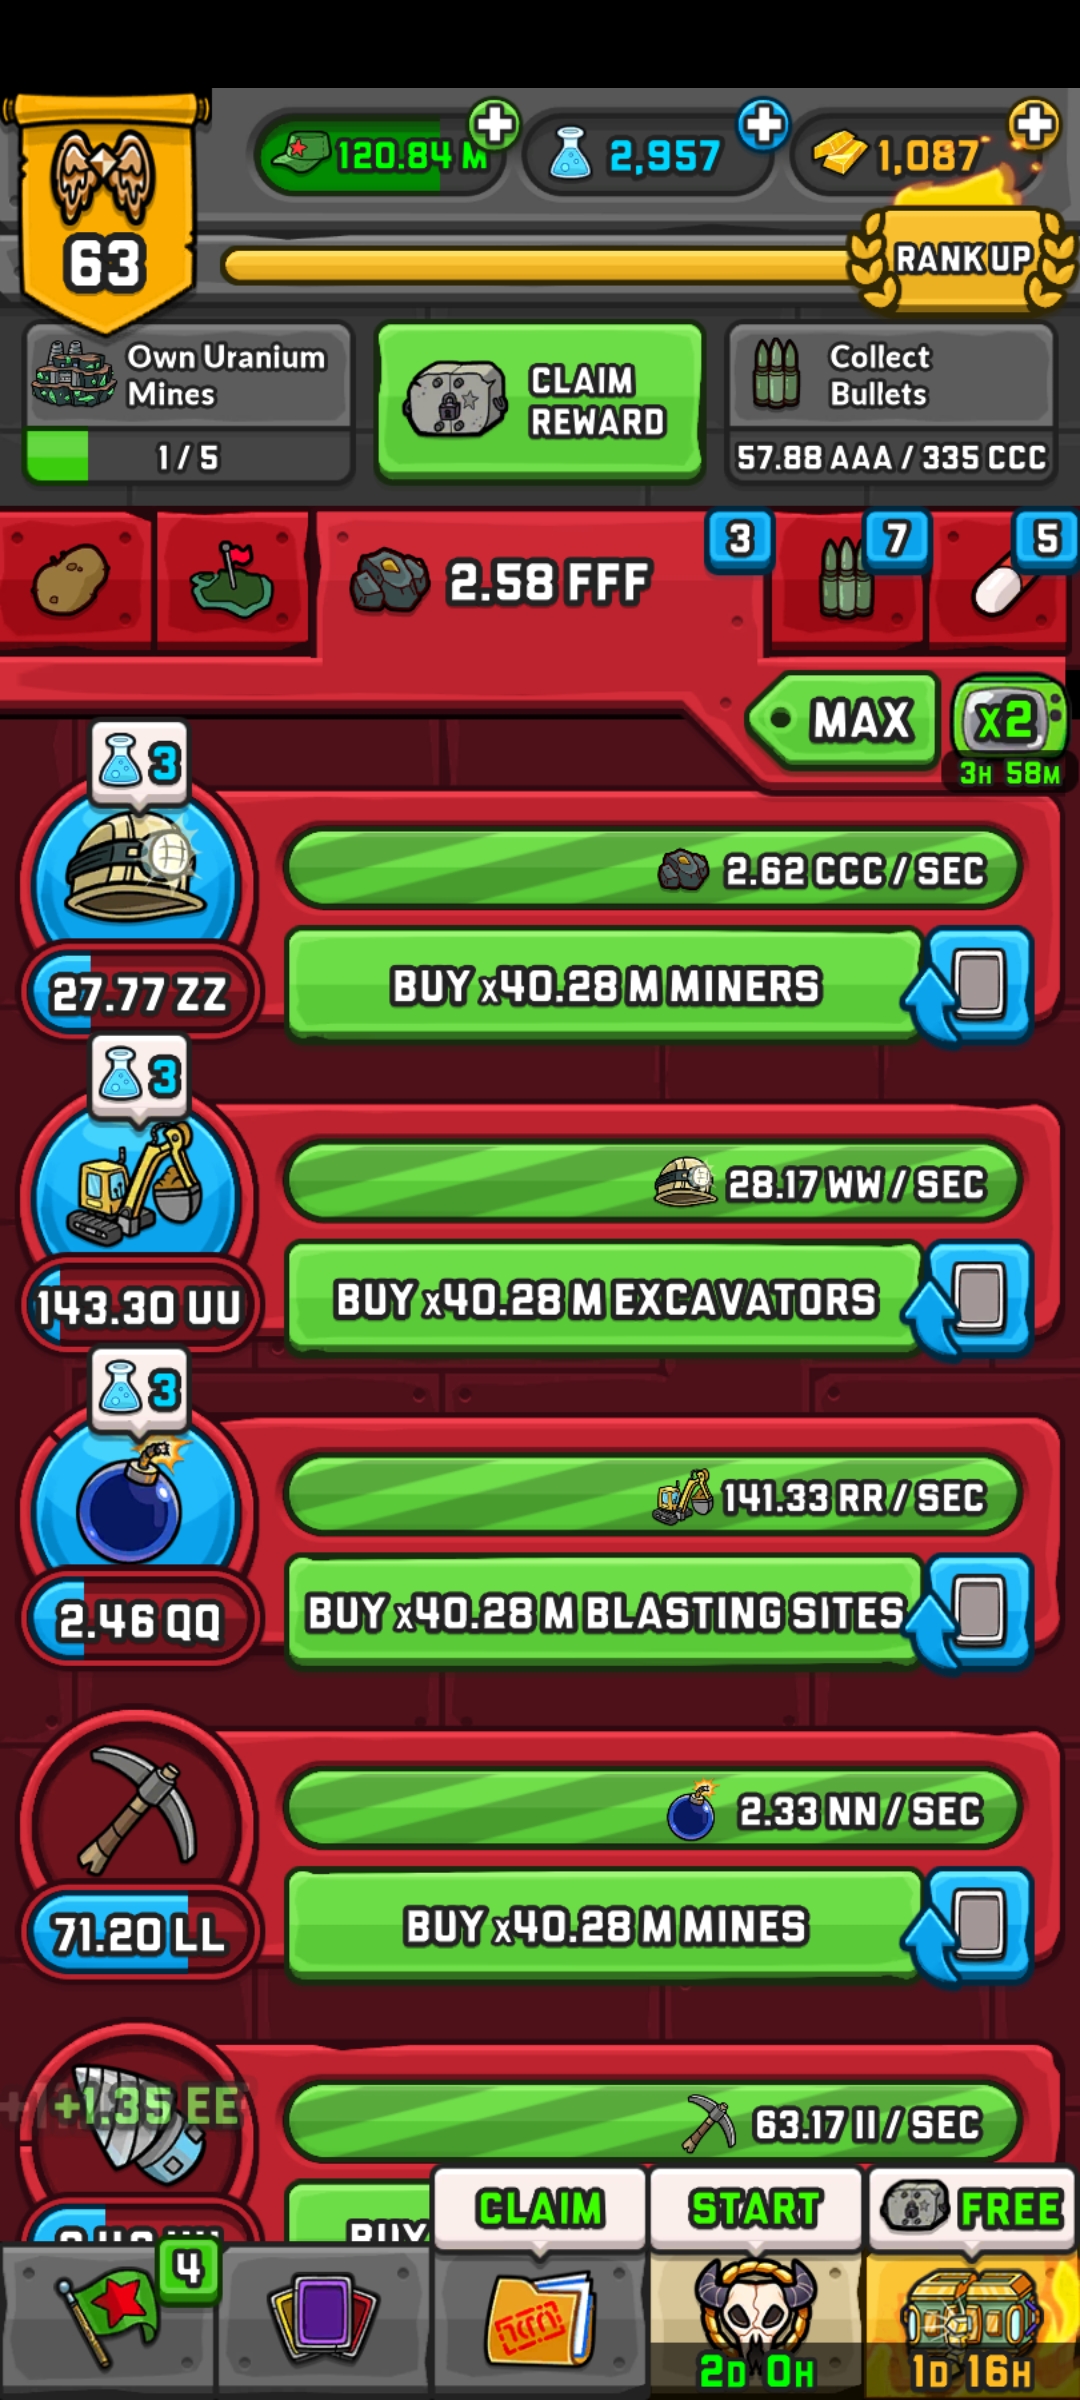 120.84 M
2,957
1,087
63
RANK UP
Own Uranium
Mines
1 / 5
CLAIM
REWARD
Collect
Bullets
57.88 AAA / 335 CCC
2.58 FFF
3
7
5
MAX
x2
3H 58M
3
2.62 CCC / SEC
27.77 ZZ
BUY x40.28 M MINERS
3
28.17 WW / SEC
143.30 UU
BUY x40.28 M EXCAVATORS
3
141.33 RR / SEC
2.46 QQ
BUY x40.28 M BLASTING SITES
2.33 NN / SEC
71.20 LL
BUY x40.28 M MINES
+1.35 EE
63.17 II / SEC
BUY
CLAIM
START
FREE
4
2D 0H
1D 16H